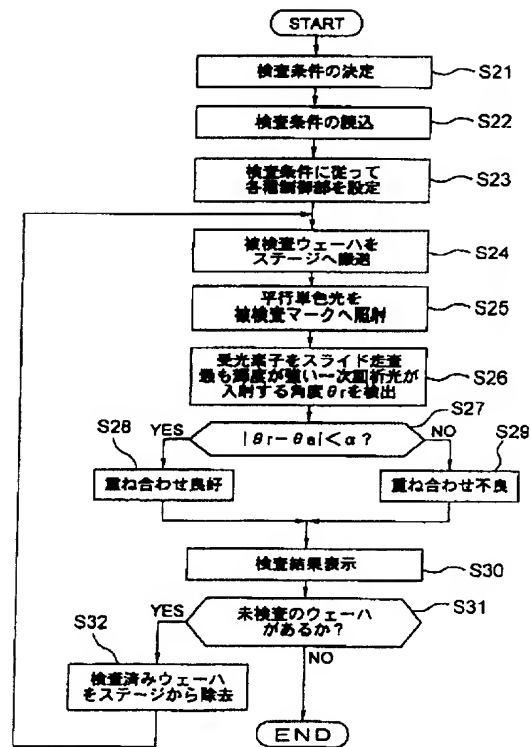 START
検査条件の決定
S21
検査条件の読込
S22
検査条件に従って
各種制御部を設定
S23
被検査ウェーハを
ステージへ搬送
S24
平行単色光を
被検査マークへ照射
S25
受光素子をスライド走査
最も輝度が強い一次回折光が
入射する角度θrを検出
S26
S27
|θr−θa|<α?
YES
NO
S28
重ね合わせ良好
S29
重ね合わせ不良
検査結果表示
S30
未検査のウェーハ
があるか?
S31
YES
NO
S32
検査済みウェーハ
をステージから除去
END